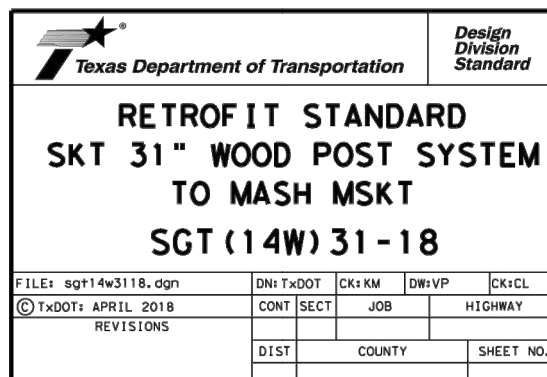 ®
Texas Department of Transportation
Design
Division
Standard
RETROFIT STANDARD
SKT 31" WOOD POST SYSTEM
TO MASH MSKT
SGT(14W)31-18
FILE: sgt14w3118.dgn DN: TxDOT CK: KM DW: VP CK: CL
© TxDOT: APRIL 2018 CONT SECT JOB HIGHWAY
REVISIONS
DIST COUNTY SHEET NO.